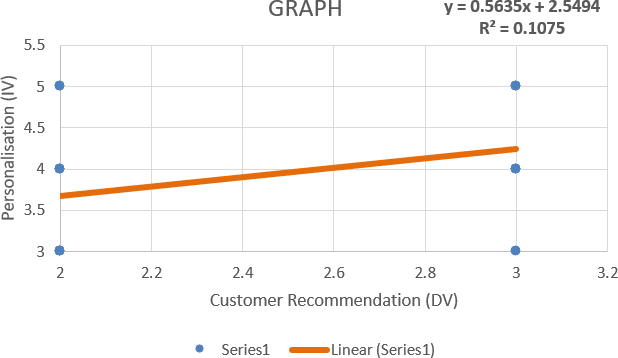 GRAPH
y = 0.5635x + 2.5494
R² = 0.1075
5.5
5
4.5
4
3.5
3
Personalisation (IV)
2 2.2 2.4 2.6 2.8 3 3.2
Customer Recommendation (DV)
Series1 Linear (Series1)